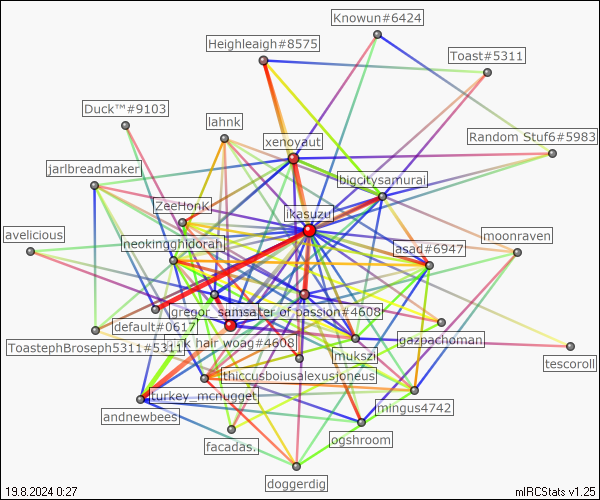 Knowun#6424
Heighleaigh#8575
Toast#5311
Duck™#9103
lahnk
Random Stuf6#5983
xenoyaut
jarlbreadmaker
bigcitysamurai
ZeeHonK
ikasuzu
avelicious
neokingghidorah
asad#6947
moonraven
gregor_samsater of passion#4608
default#0617
gazpachoman
ToastephBroseph5311#5311
hair woag#4608
mukszi
tescoroll
thiccusboiusalexusjoneus
turkey_mcnugget
mingus4742
andnewbees
ogshroom
facadas.
doggerdig
19.8.2024 0:27
mIRCStats v1.25